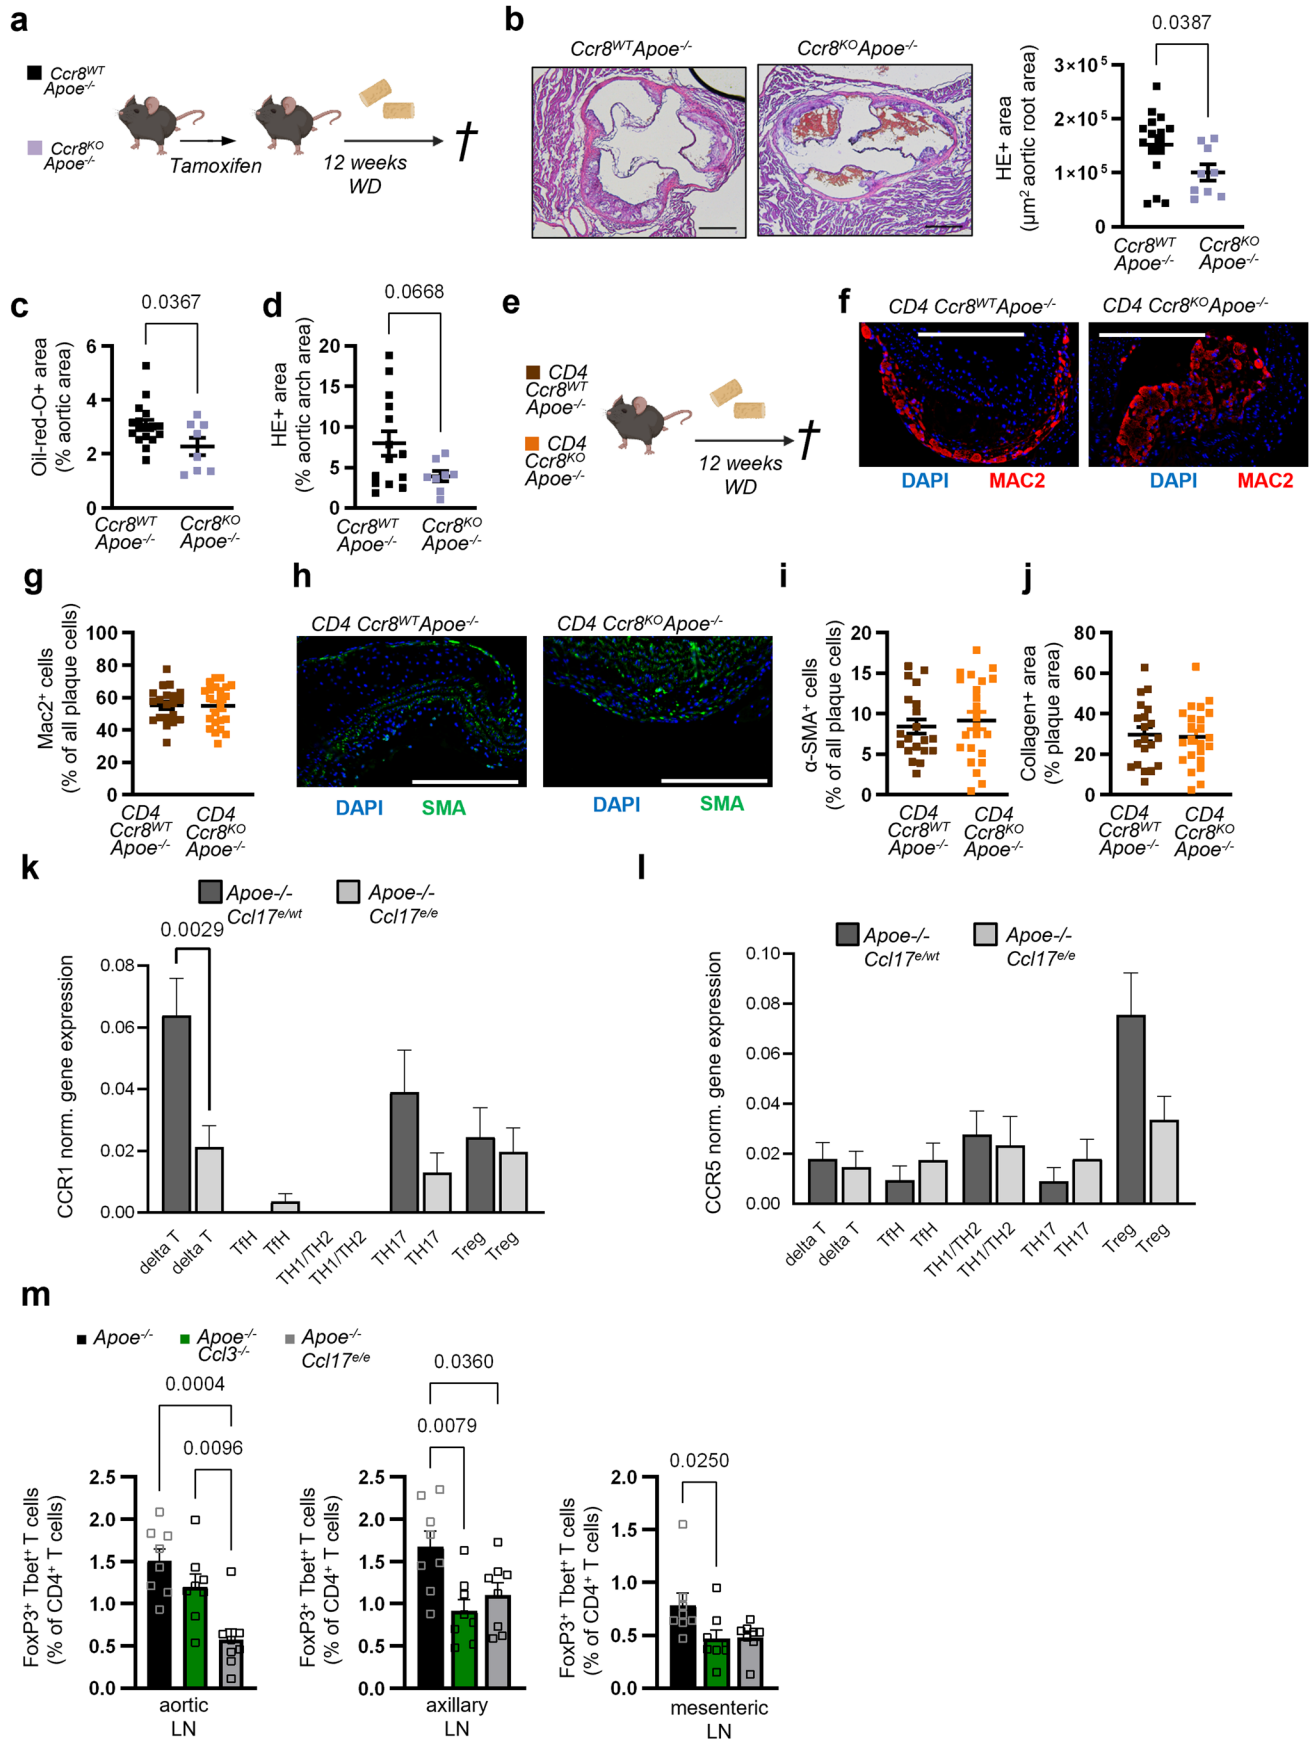 a
Ccr8WT
Apoe-/-
Ccr8KO
Apoe-/-
Tamoxifen
12 weeks
WD
b
Ccr8WTApoe-/-
Ccr8KOApoe-/-
0.0387
HE+ area
(μm2 aortic root area)
3×105
2×105
1×105
0
Ccr8WT
Apoe-/-
Ccr8KO
Apoe-/-
c
0.0367
Oil-red-O+ area
(% aortic area)
6
4
2
0
Ccr8WT
Apoe-/-
Ccr8KO
Apoe-/-
d
0.0668
HE+ area
(% aortic arch area)
20
15
10
5
0
Ccr8WT
Apoe-/-
Ccr8KO
Apoe-/-
e
CD4
Ccr8WT
Apoe-/-
CD4
Ccr8KO
Apoe-/-
12 weeks
WD
f
CD4 Ccr8WTApoe-/-
CD4 Ccr8KOApoe-/-
DAPI MAC2
DAPI MAC2
g
Mac2+ cells
(% of all plaque cells)
100
80
60
40
20
0
CD4
Ccr8WT
Apoe-/-
CD4
Ccr8KO
Apoe-/-
h
CD4 Ccr8WTApoe-/-
CD4 Ccr8KOApoe-/-
DAPI SMA
DAPI SMA
i
α-SMA+ cells
(% of all plaque cells)
20
15
10
5
0
CD4
Ccr8WT
Apoe-/-
CD4
Ccr8KO
Apoe-/-
j
Collagen+ area
(% plaque area)
80
60
40
20
0
CD4
Ccr8WT
Apoe-/-
CD4
Ccr8KO
Apoe-/-
k
Apoe-/-
Ccl17e/wt
Apoe-/-
Ccl17e/e
0.0029
CCR1 norm. gene expression
0.08
0.06
0.04
0.02
0.00
delta T
delta T
TfH
TfH
TH1/TH2
TH1/TH2
TH17
TH17
Treg
Treg
l
Apoe-/-
Ccl17e/wt
Apoe-/-
Ccl17e/e
CCR5 norm. gene expression
0.10
0.08
0.06
0.04
0.02
0.00
delta T
delta T
TfH
TfH
TH1/TH2
TH1/TH2
TH17
TH17
Treg
Treg
m
Apoe-/-
Apoe-/-
Ccl3-/-
Apoe-/-
Ccl17e/e
0.0004
0.0096
FoxP3+ Tbet+ T cells
(% of CD4+ T cells)
2.5
2.0
1.5
1.0
0.5
0.0
aortic
LN
0.0360
0.0079
FoxP3+ Tbet+ T cells
(% of CD4+ T cells)
2.5
2.0
1.5
1.0
0.5
0.0
axillary
LN
0.0250
FoxP3+ Tbet+ T cells
(% of CD4+ T cells)
2.0
1.5
1.0
0.5
0.0
mesenteric
LN